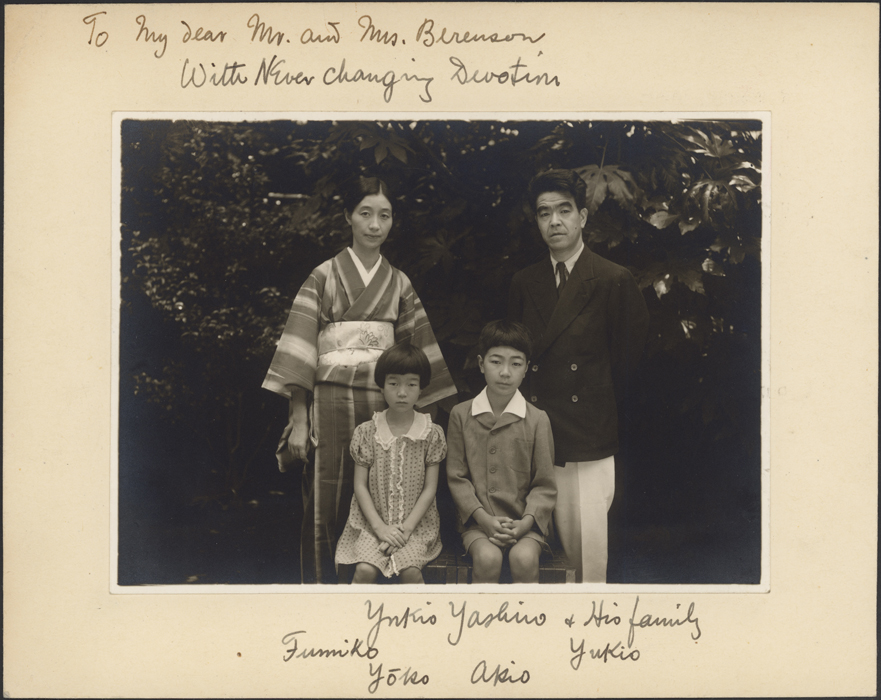 To My dear Mr. and Mrs. Berenson
With Never changing Devotion
Yukio Yashiro & His family
Fumiko Yukio
Yōko Akio